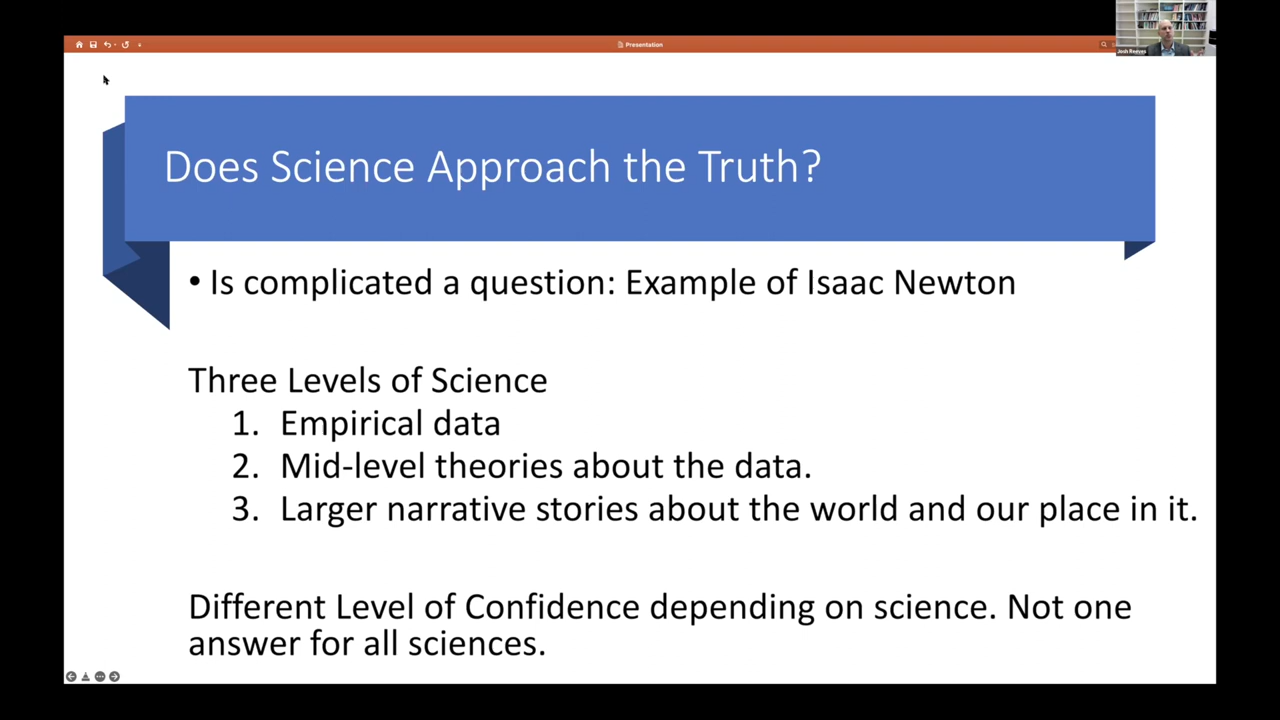 Presentation
Josh Reeves
Does Science Approach the Truth?
• Is complicated a question: Example of Isaac Newton
Three Levels of Science
1. Empirical data
2. Mid-level theories about the data.
3. Larger narrative stories about the world and our place in it.
Different Level of Confidence depending on science. Not one
answer for all sciences.